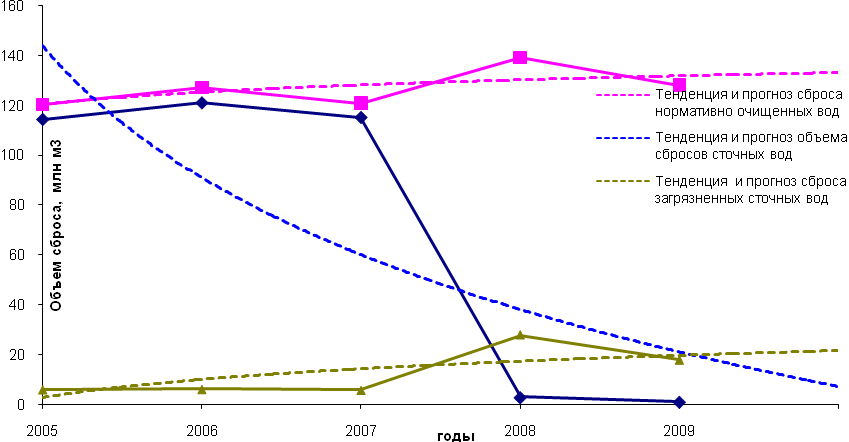 160
140
120
100
80
60
40
20
0
Объем сброса,  млн м3
Тенденция и прогноз сброса
нормативно очищенных вод
Тенденция и прогноз объема
сбросов сточных вод
Тенденция  и прогноз сброса
загрязненных сточных вод
2005 2006 2007 2008 2009
годы